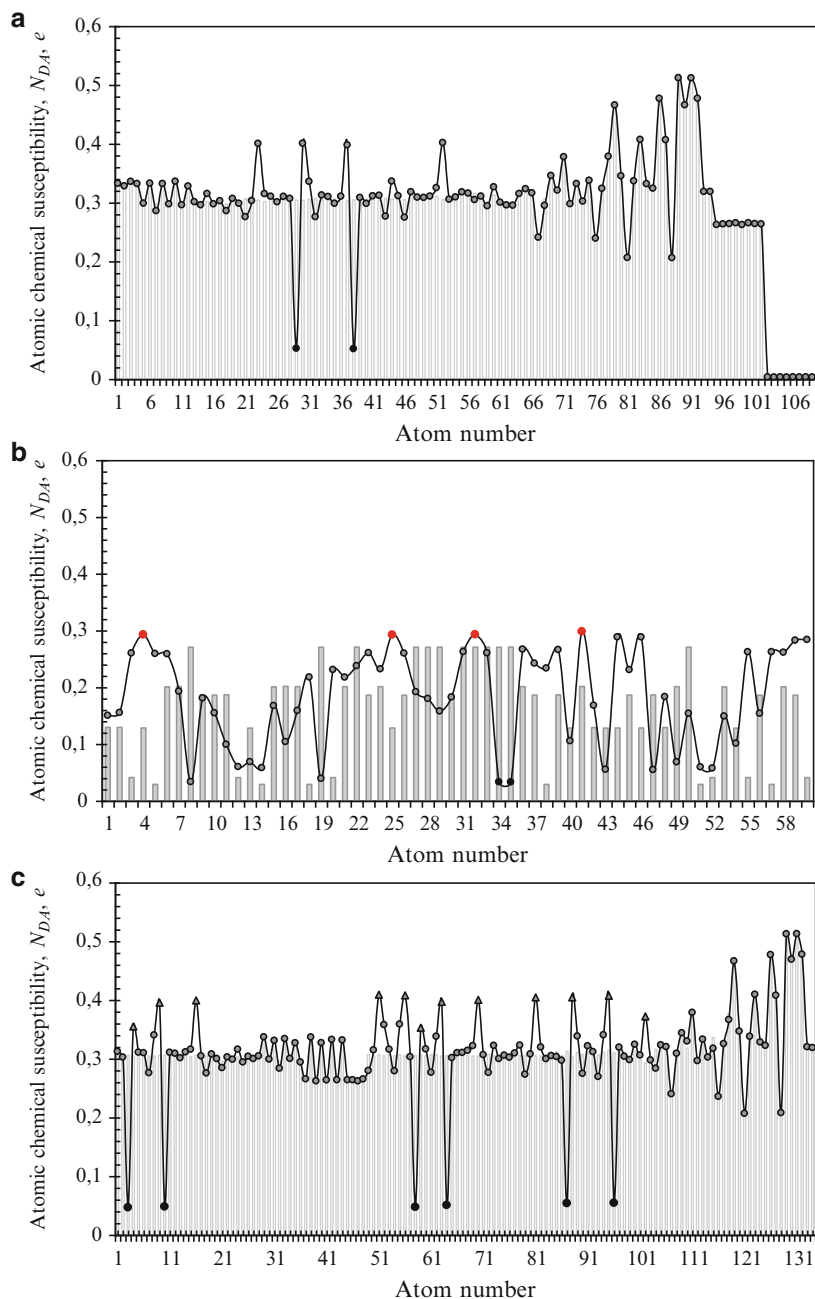 a
Atomic chemical susceptibility, N_DA, e
0,6
0,5
0,4
0,3
0,2
0,1
0
1 6 11 16 21 26 31 36 41 46 51 56 61 66 71 76 81 86 91 96 101 106
Atom number
b
Atomic chemical susceptibility, N_DA, e
0,6
0,5
0,4
0,3
0,2
0,1
0
1 4 7 10 13 16 19 22 25 28 31 34 37 40 43 46 49 52 55 58
Atom number
c
Atomic chemical susceptibility, N_DA, e
0,6
0,5
0,4
0,3
0,2
0,1
0
1 11 21 31 41 51 61 71 81 91 101 111 121 131
Atom number